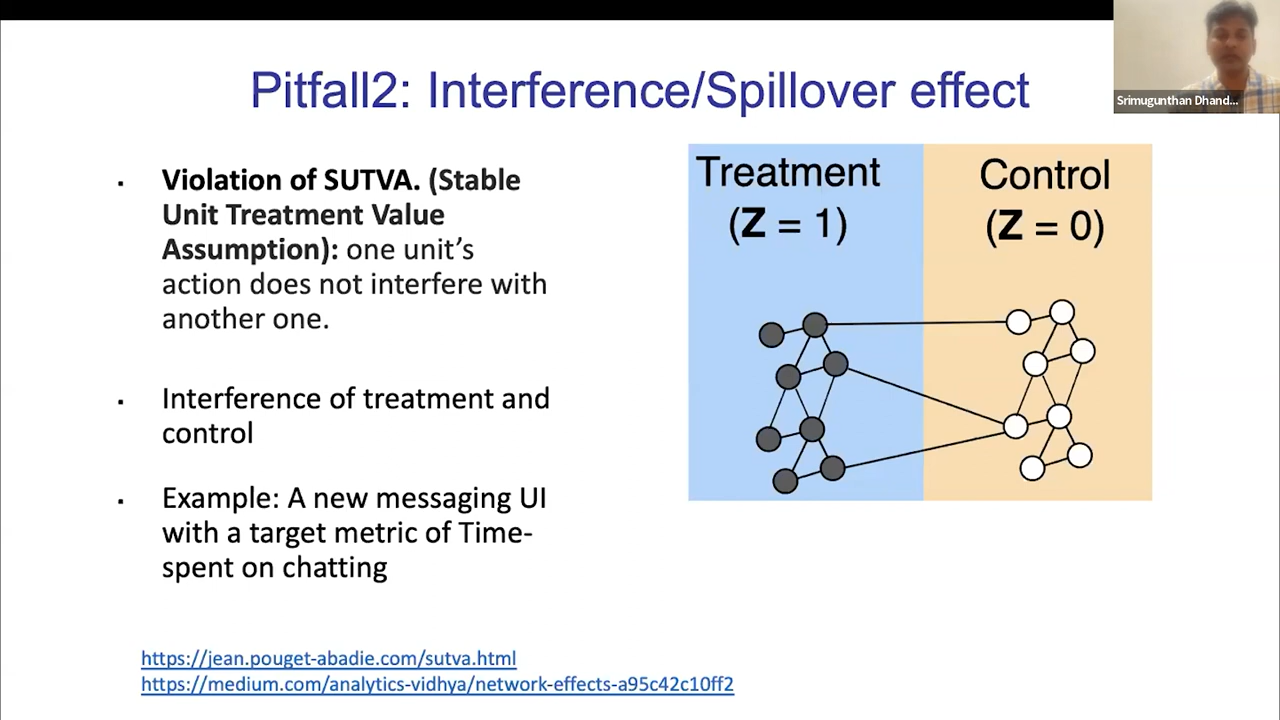 Pitfall2: Interference/Spillover effect
Srimugunthan Dhand...
▪ Violation of SUTVA. (Stable
Unit Treatment Value
Assumption): one unit's
action does not interfere with
another one.
▪ Interference of treatment and
control
▪ Example: A new messaging UI
with a target metric of Time-
spent on chatting
Treatment
(Z = 1)
Control
(Z = 0)
https://jean.pouget-abadie.com/sutva.html
https://medium.com/analytics-vidhya/network-effects-a95c42c10ff2